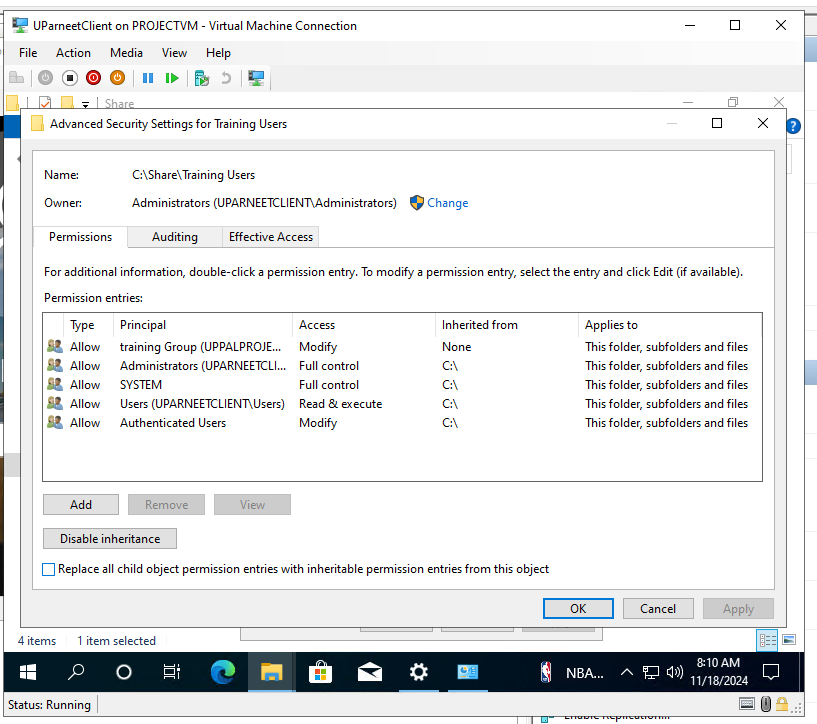 UParneetClient on PROJECTVM - Virtual Machine Connection
File Action Media View Help
Share
Advanced Security Settings for Training Users
?
Name: C:\Share\Training Users
Owner: Administrators (UPARNEETCLIENT\Administrators) Change
Permissions Auditing Effective Access
For additional information, double-click a permission entry. To modify a permission entry, select the entry and click Edit (if available).
Permission entries:
Type Principal Access Inherited from Applies to
Allow training Group (UPPALPROJE... Modify None This folder, subfolders and files
Allow Administrators (UPARNEETCLI... Full control C:\ This folder, subfolders and files
Allow SYSTEM Full control C:\ This folder, subfolders and files
Allow Users (UPARNEETCLIENT\Users) Read & execute C:\ This folder, subfolders and files
Allow Authenticated Users Modify C:\ This folder, subfolders and files
Add Remove View
Disable inheritance
Replace all child object permission entries with inheritable permission entries from this object
OK Cancel Apply
4 items 1 item selected
NBA... 8:10 AM
11/18/2024
Status: Running
Enable Replication...